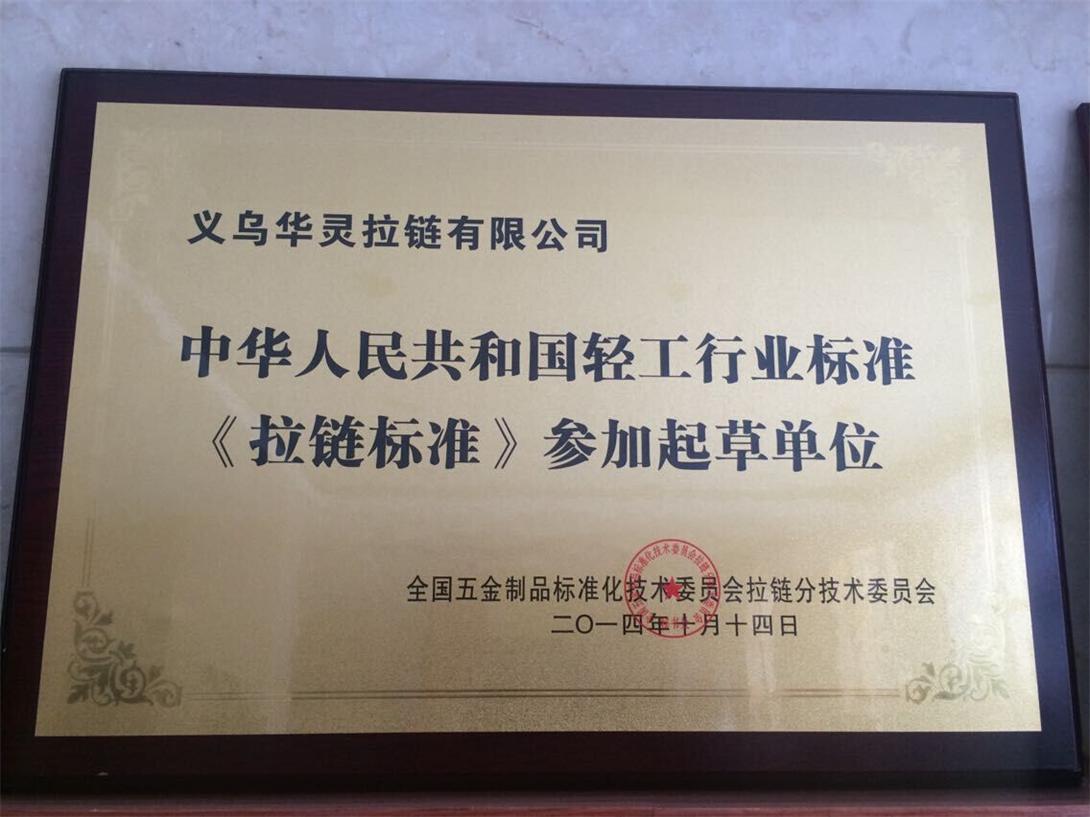 义乌华灵拉链有限公司
中华人民共和国轻工行业标准
《拉链标准》参加起草单位
全国五金制品标准化技术委员会拉链分技术委员会
二〇一四年十月十四日